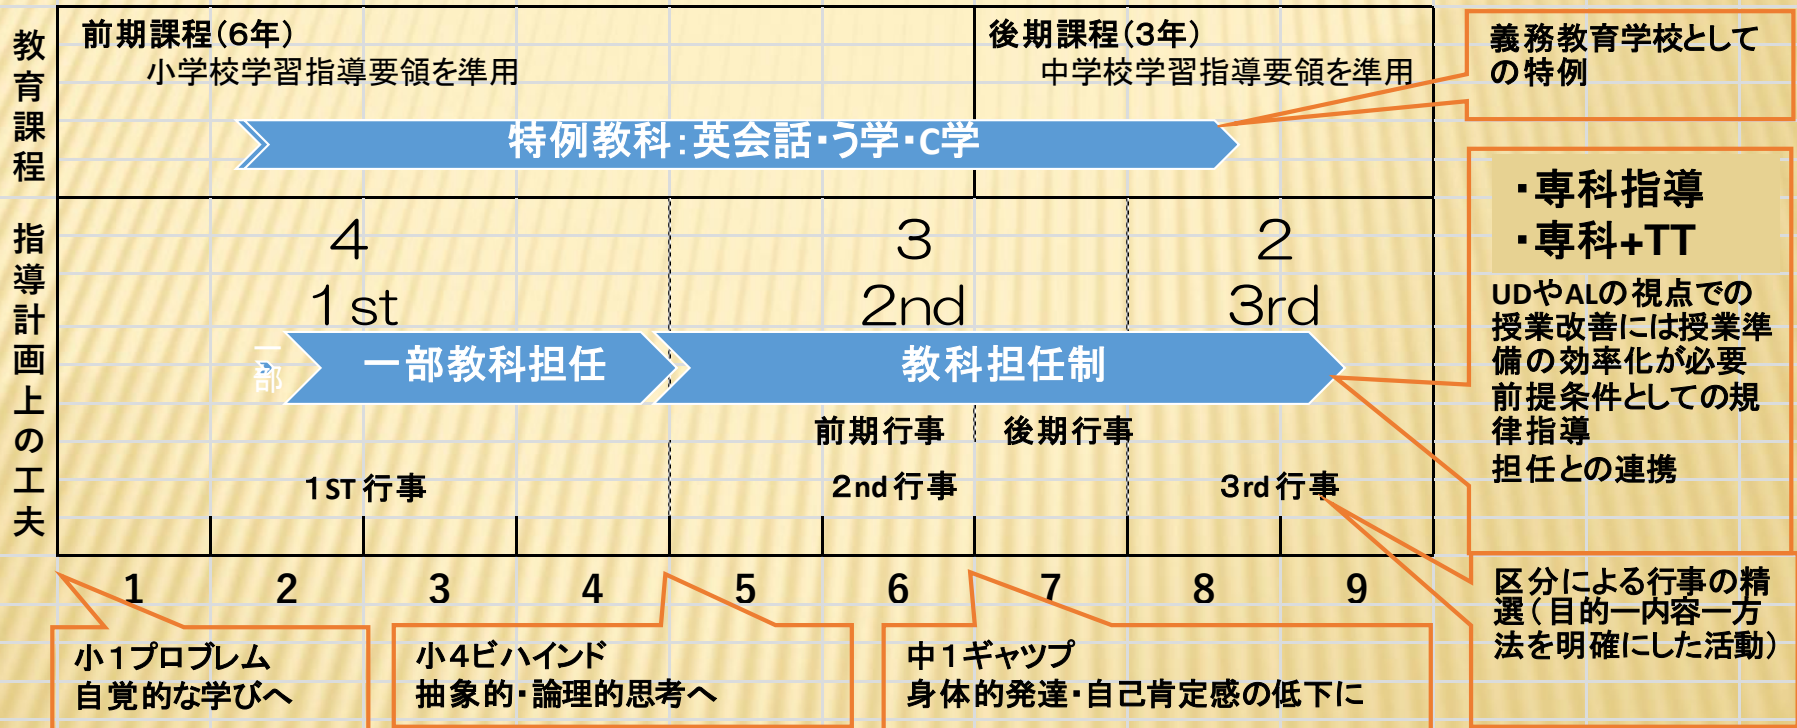 教育課程
前期課程(6年)
小学校学習指導要領を準用
後期課程(3年)
中学校学習指導要領を準用
特例教科:英会話・う学・C学
義務教育学校として
の特例
指導計画上の工夫
4
3
2
1st
2nd
3rd
一部
一部教科担任
教科担任制
前期行事
後期行事
1ST 行事
2nd 行事
3rd 行事
・専科指導
・専科+TT
UDやALの視点での
授業改善には授業準
備の効率化が必要
前提条件としての規
律指導
担任との連携
1
2
3
4
5
6
7
8
9
小1プロブレム
自覚的な学びへ
小4ビハインド
抽象的・論理的思考へ
中1ギャツプ
身体的発達・自己肯定感の低下に
区分による行事の精
選(目的ー内容ー方
法を明確にした活動)